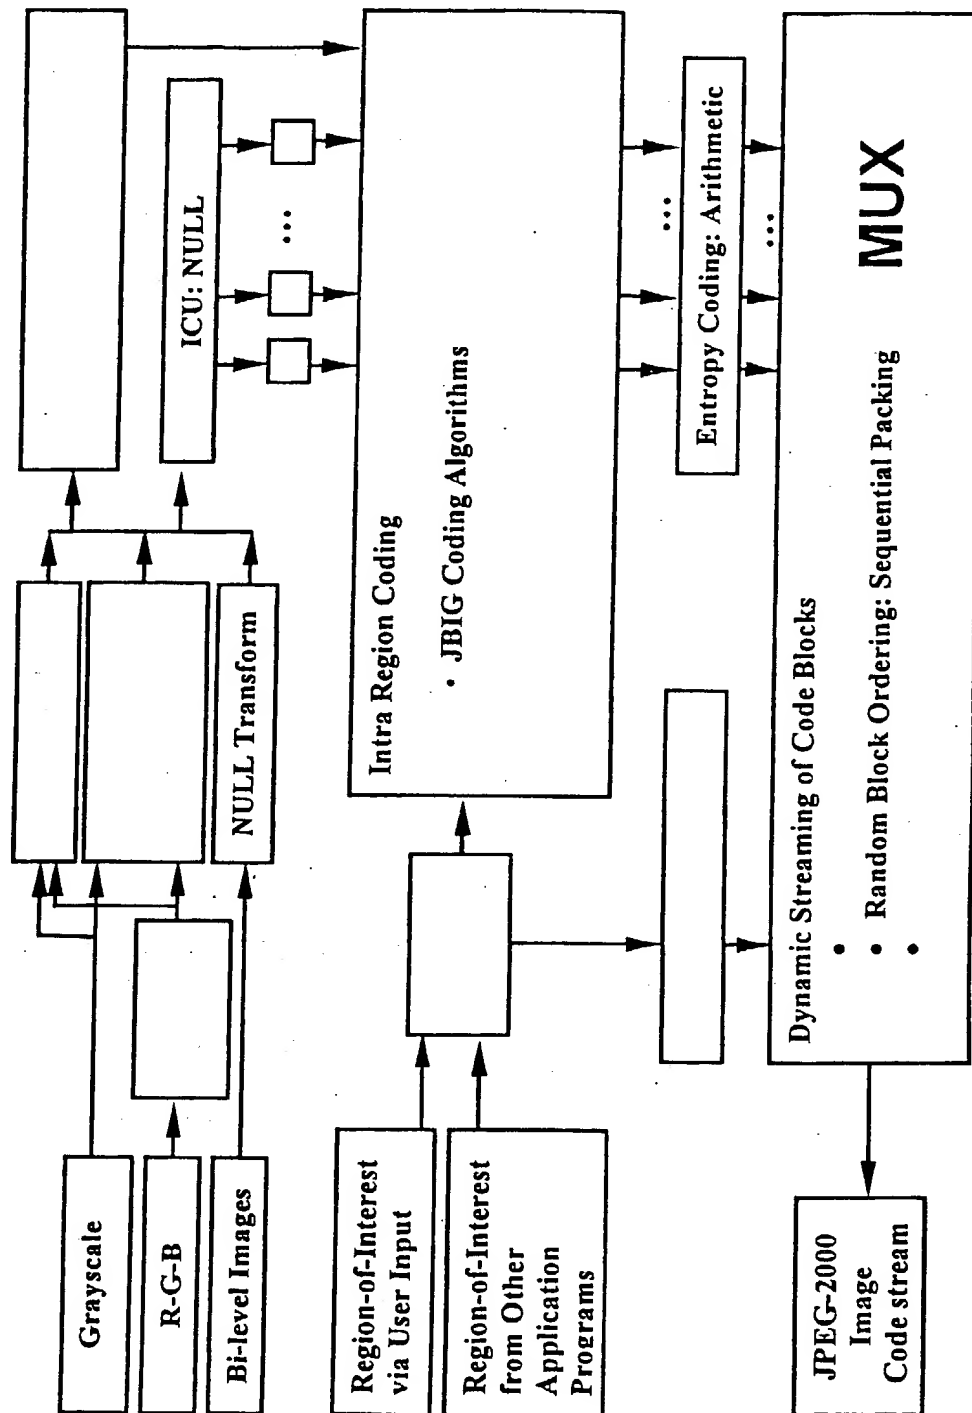 Grayscale
R-G-B
Bi-level Images
NULL Transform
ICU: NULL
...
Region-of-Interest
via User Input
Region-of-Interest
from Other
Application
Programs
Intra Region Coding
• JBIG Coding Algorithms
...
Entropy Coding: Arithmetic
...
Dynamic Streaming of Code Blocks
•
• Random Block Ordering: Sequential Packing
•
MUX
JPEG-2000
Image
Code stream